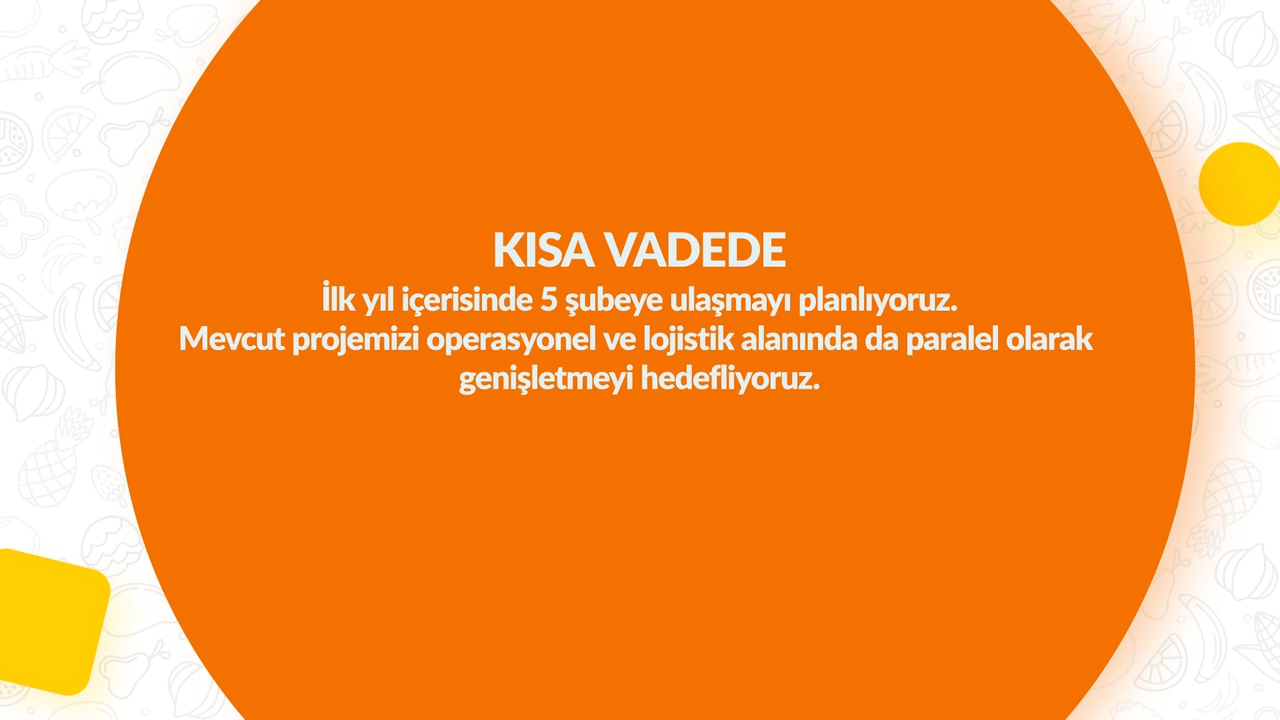 KISA VADEDE
İlk yıl içerisinde 5 şubeye ulaşmayı planlıyoruz.
Mevcut projemizi operasyonel ve lojistik alanında da paralel olarak
genişletmeyi hedefliyoruz.